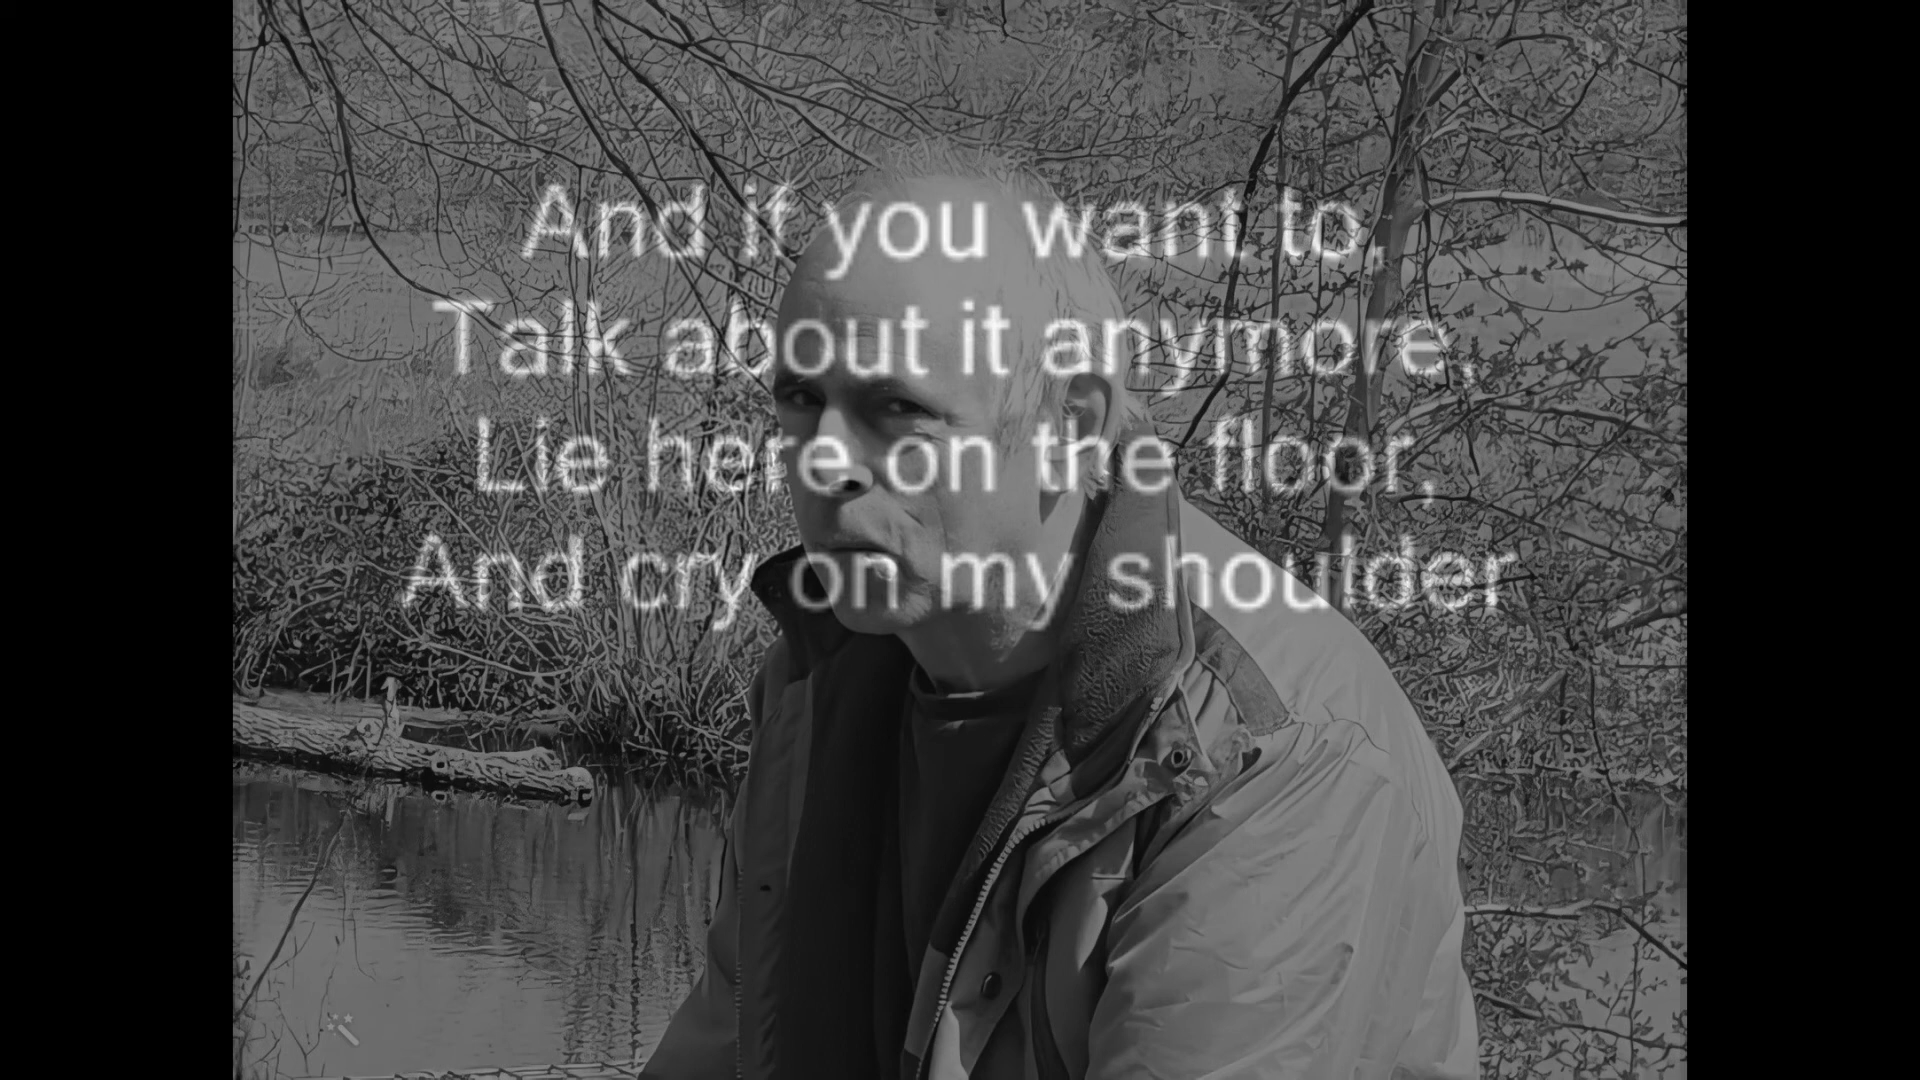 And if you want to,
Talk about it anymore,
Lie here on the floor,
And cry on my shoulder